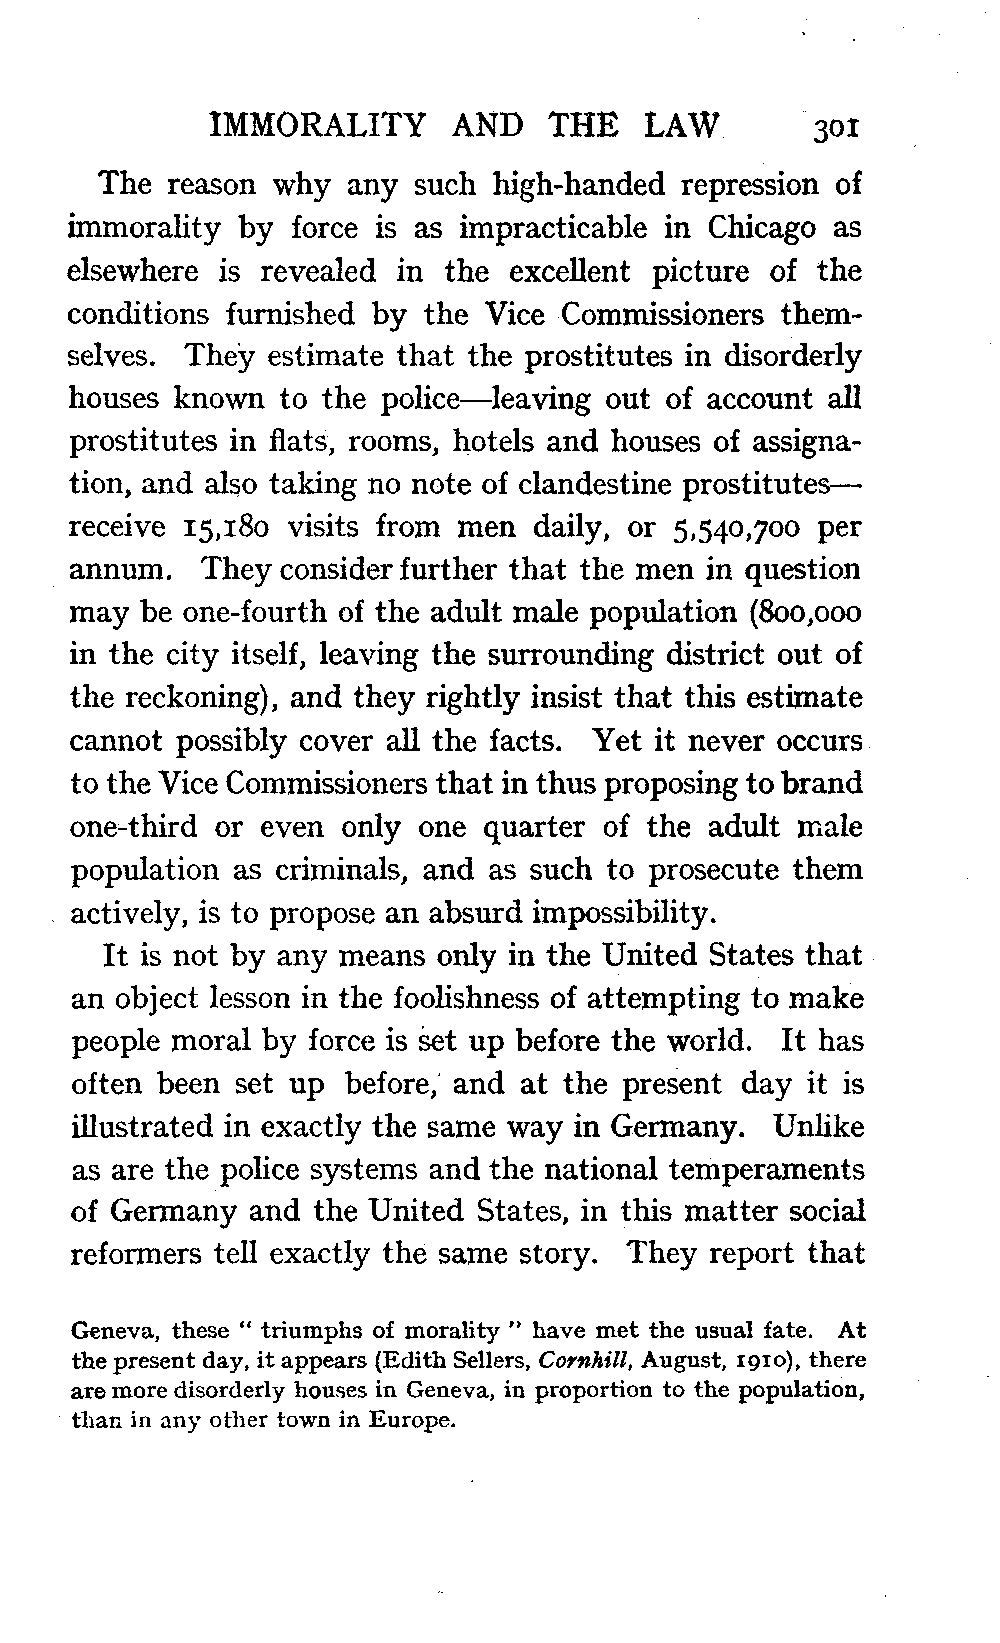 IMMORALITY AND THE LAW 301
The reason why any such high-handed repression of
immorality by force is as impracticable in Chicago as
elsewhere is revealed in the excellent picture of the
conditions furnished by the Vice Commissioners them-
selves. They estimate that the prostitutes in disorderly
houses known to the police—leaving out of account all
prostitutes in flats, rooms, hotels and houses of assigna-
tion, and also taking no note of clandestine prostitutes—
receive 15,180 visits from men daily, or 5,540,700 per
annum. They consider further that the men in question
may be one-fourth of the adult male population (800,000
in the city itself, leaving the surrounding district out of
the reckoning), and they rightly insist that this estimate
cannot possibly cover all the facts. Yet it never occurs
to the Vice Commissioners that in thus proposing to brand
one-third or even only one quarter of the adult male
population as criminals, and as such to prosecute them
actively, is to propose an absurd impossibility.
It is not by any means only in the United States that
an object lesson in the foolishness of attempting to make
people moral by force is set up before the world. It has
often been set up before, and at the present day it is
illustrated in exactly the same way in Germany. Unlike
as are the police systems and the national temperaments
of Germany and the United States, in this matter social
reformers tell exactly the same story. They report that
Geneva, these " triumphs of morality " have met the usual fate. At
the present day, it appears (Edith Sellers, Cornhill, August, 1910), there
are more disorderly houses in Geneva, in proportion to the population,
than in any other town in Europe.